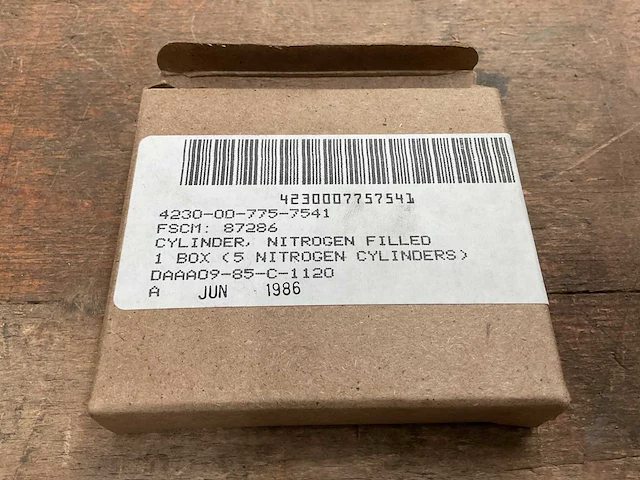 4230007757541
4230-00-775-7541
FSCM: 87286
CYLINDER, NITROGEN FILLED
1 BOX (5 NITROGEN CYLINDERS)
DAAA09-85-C-1120
A JUN 1986